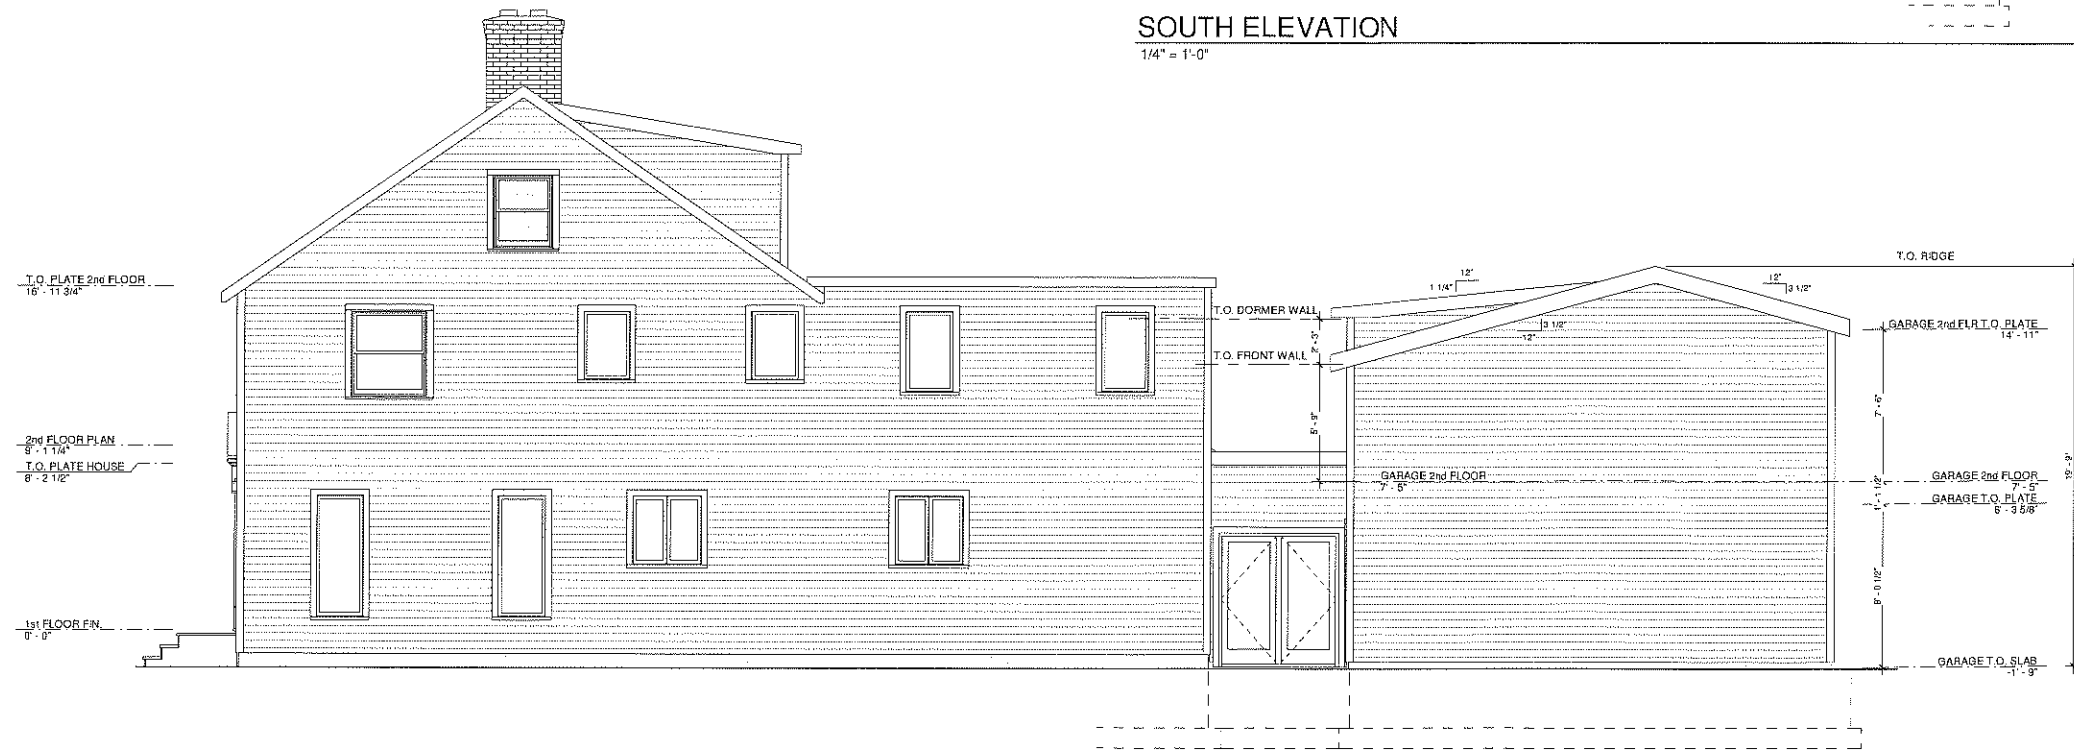 SOUTH ELEVATION
1/4" = 1'-0"
T.O. PLATE 2nd FLOOR
16' - 11 3/4"
2nd FLOOR PLAN
9' - 1 1/4"
T.O. PLATE HOUSE
8' - 2 1/2"
1st FLOOR FIN.
0' - 0"
T.O. DORMER WALL
2' - 3"
T.O. FRONT WALL
5' - 9"
12"
1 1/4"
3 1/2"
12"
12"
3 1/2"
GARAGE 2nd FLOOR
7' - 5"
T.O. RIDGE
GARAGE 2nd FLR T.O. PLATE
14' - 11"
7' - 6"
GARAGE 2nd FLOOR
7' - 5"
1' - 1 1/2"
GARAGE T.O. PLATE
6' - 3 5/8"
8' - 0 1/2"
19' - 9"
GARAGE T.O. SLAB
-1' - 9"